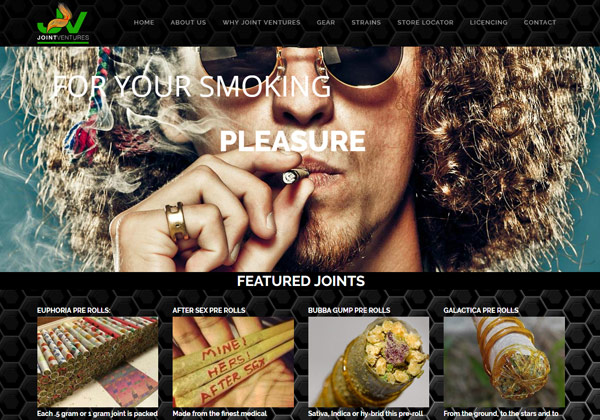 JV
JOINTVENTURES
HOME ABOUT US WHY JOINT VENTURES GEAR STRAINS STORE LOCATOR LICENCING CONTACT
FOR YOUR SMOKING
PLEASURE
FEATURED JOINTS
EUPHORIA PRE ROLLS:
AFTER SEX PRE ROLLS
BUBBA GUMP PRE ROLLS
GALACTICA PRE ROLLS
MINE!
HERS!
AFTER SEX
Each .5 gram or 1 gram joint is packed
Made from the finest medical
Sativa, Indica or hy-brid this pre-roll
From the ground, to the stars and to